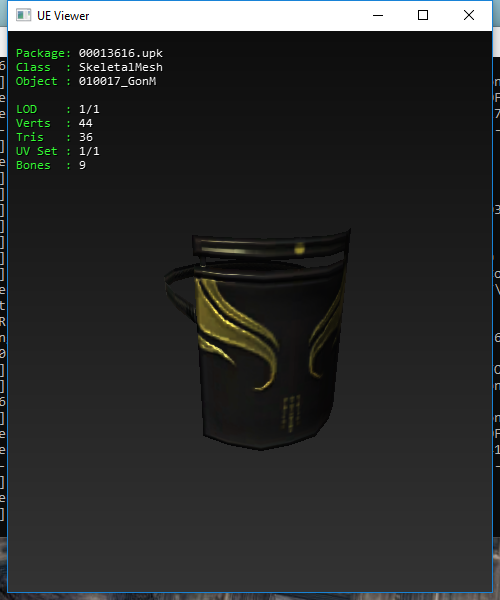 UE Viewer
Package: 00013616.upk
Class  : SkeletalMesh
Object : 010017_GonM
LOD    : 1/1
Verts  : 44
Tris   : 36
UV Set : 1/1
Bones  : 9